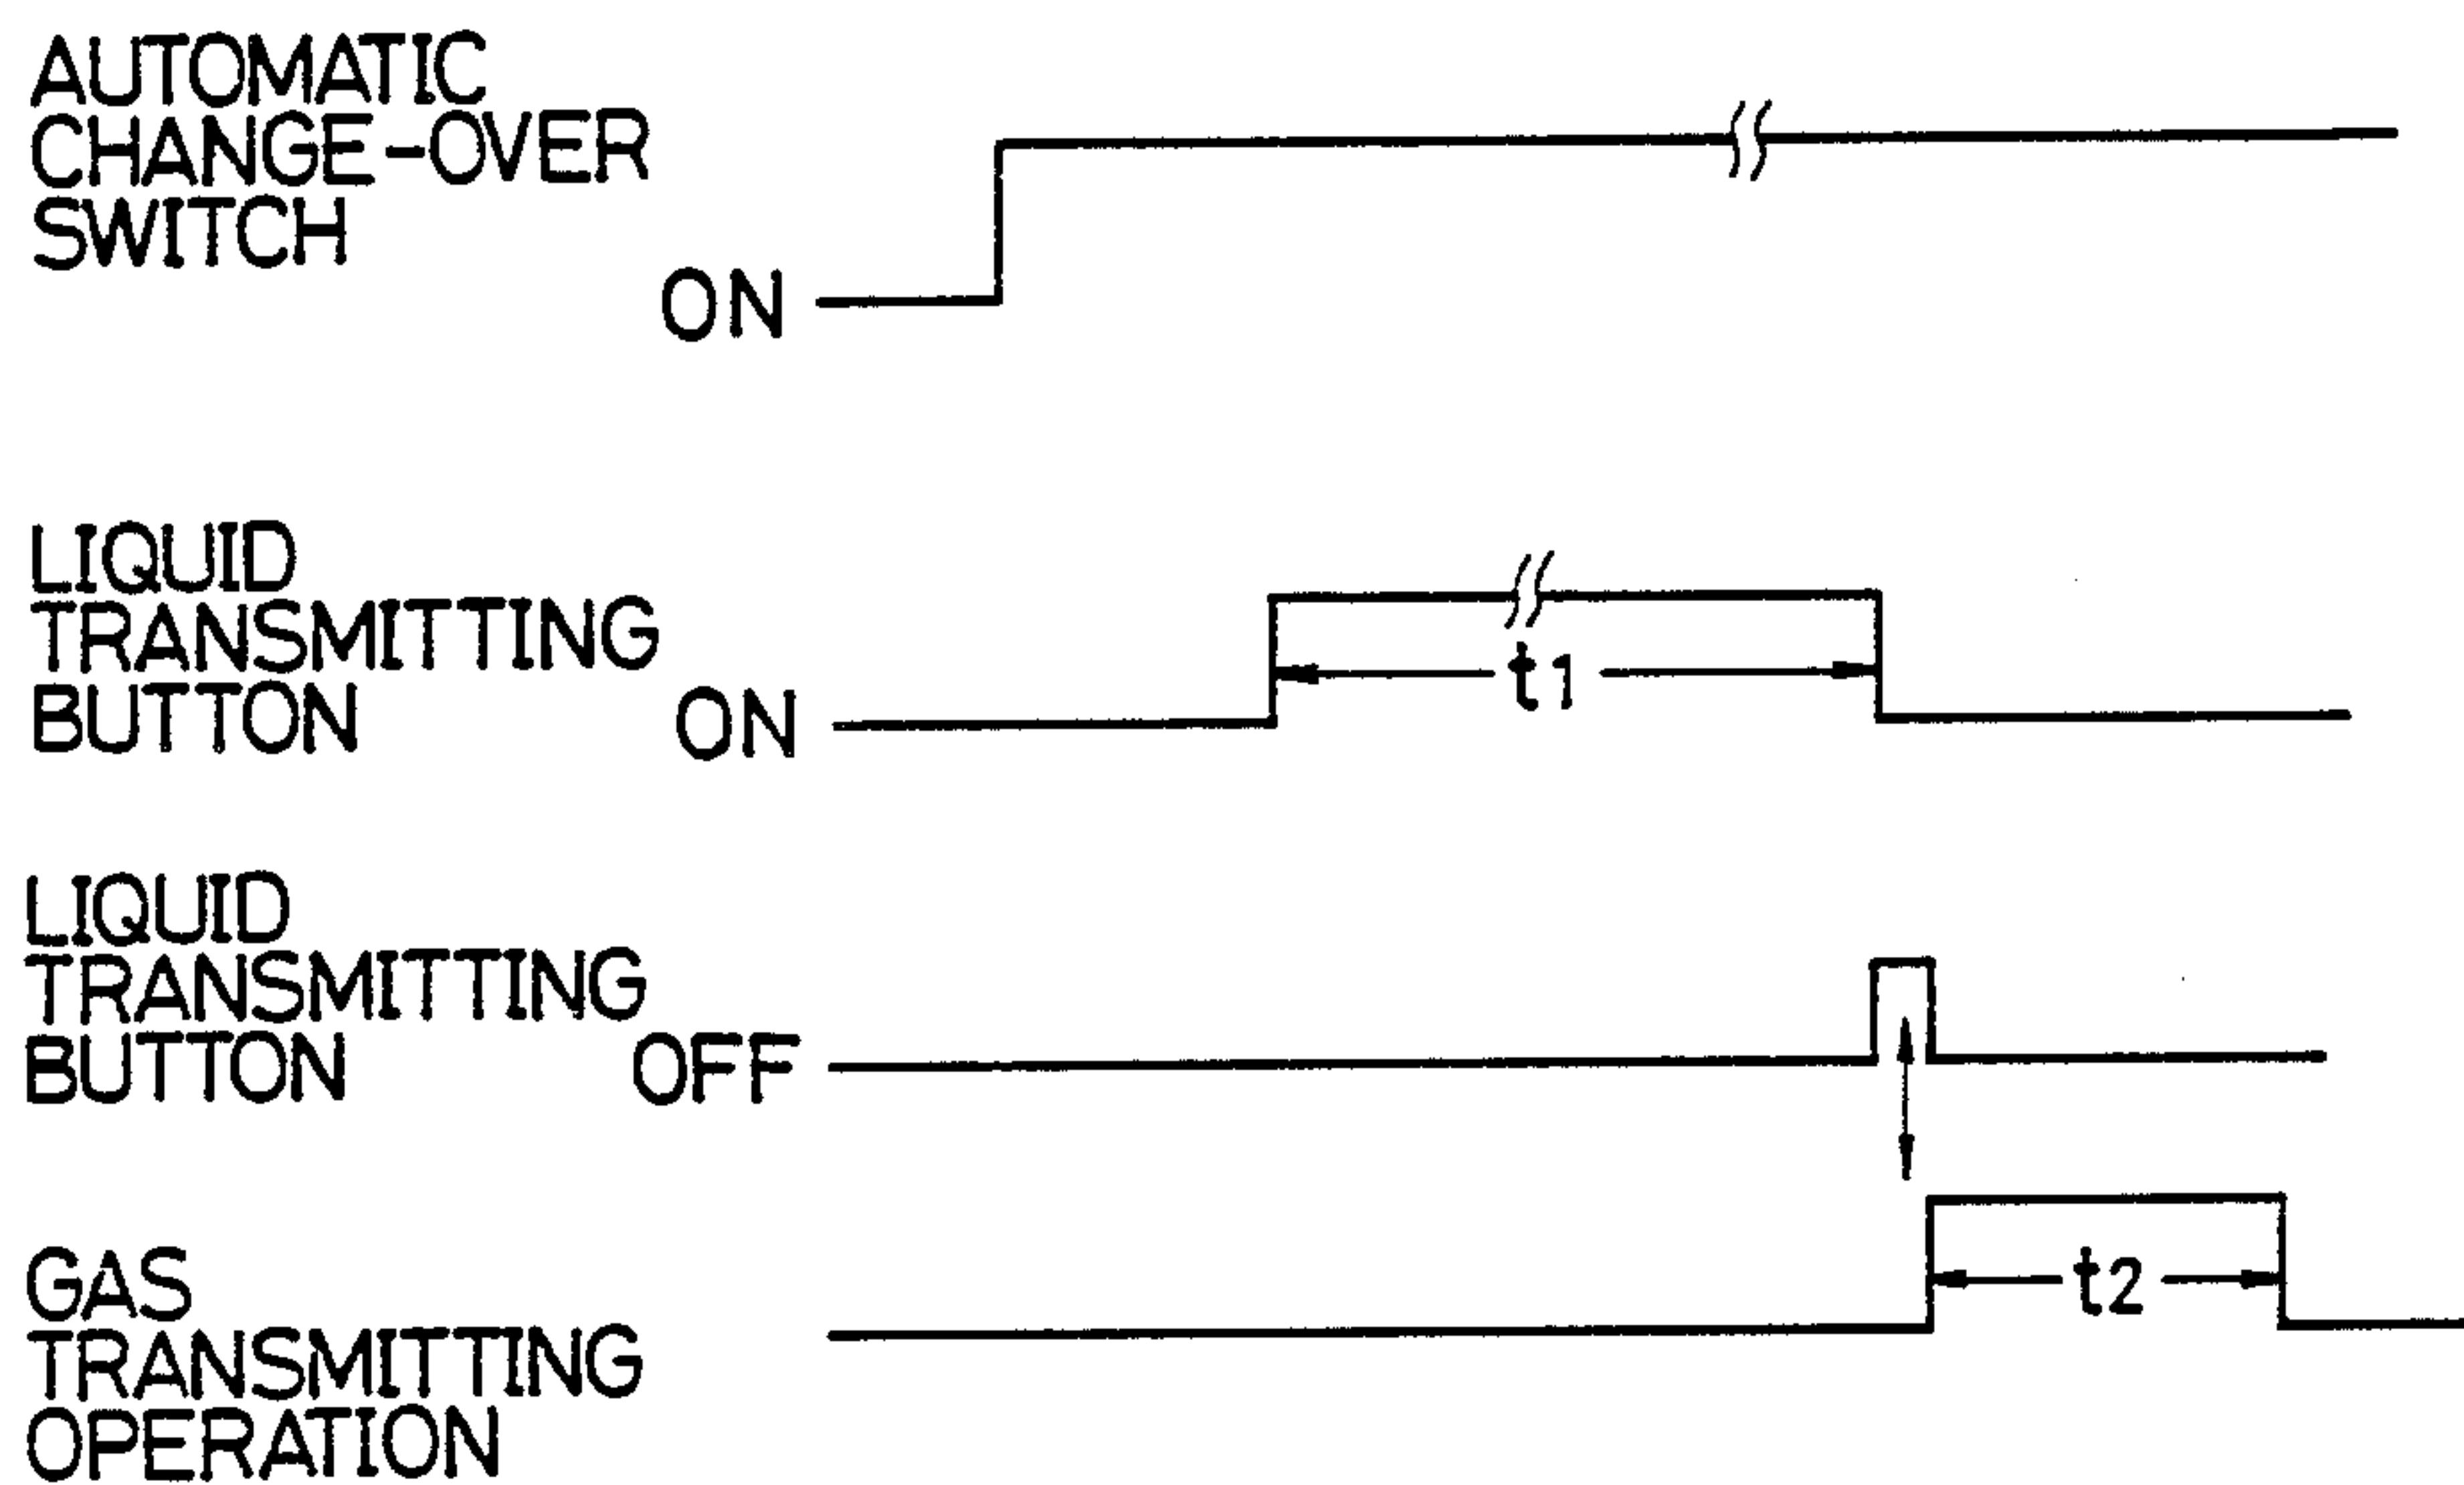 AUTOMATIC
CHANGE-OVER
SWITCH
ON
LIQUID
TRANSMITTING
BUTTON ON
t1
LIQUID
TRANSMITTING
BUTTON OFF
GAS
TRANSMITTING
OPERATION
t2